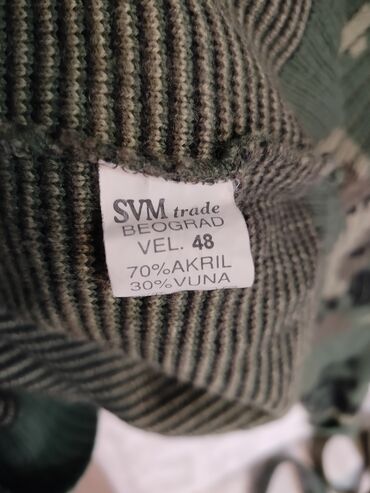 SVM trade
BEOGRAD
VEL. 48
70%AKRIL
30%VUNA